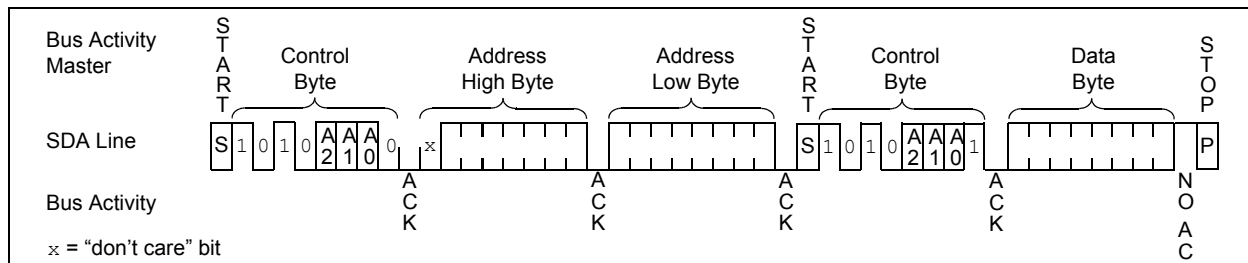 Bus Activity
Master
START
Control
Byte
Address
High Byte
Address
Low Byte
START
Control
Byte
Data
Byte
STOP
SDA Line
S 1 0 1 0 A2 A1 A0 0 x S 1 0 1 0 A2 A1 A0 1 P
Bus Activity
ACK
ACK
ACK
ACK
NO AC
x = “don’t care” bit